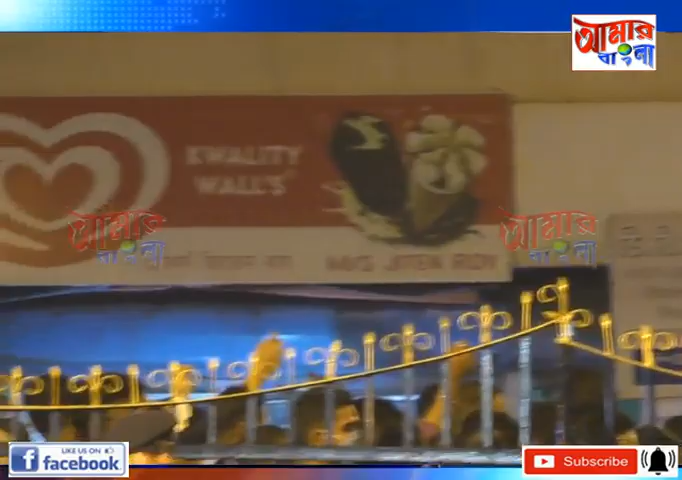 আমার
বাংলা
KWALITY
WALL'S
আমার
বাংলা
আমার
বাংলা
M/S JITEN ROY
LIKE US ON
facebook.
Subscribe